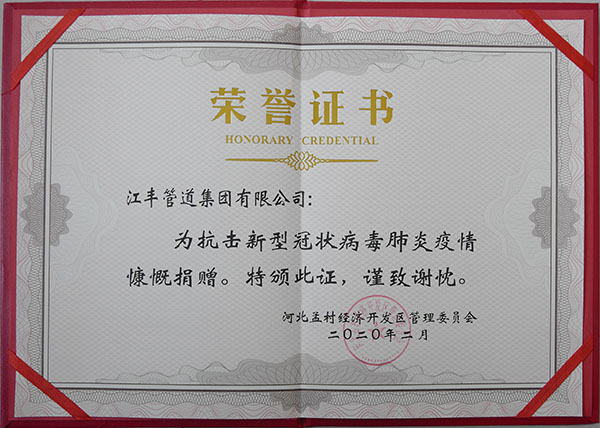 荣誉证书
HONORARY CREDENTIAL
江丰管道集团有限公司:
为抗击新型冠状病毒肺炎疫情
慷慨捐赠。特颁此证，谨致谢忱。
河北孟村经济开发区管理委员会
二〇二〇年二月